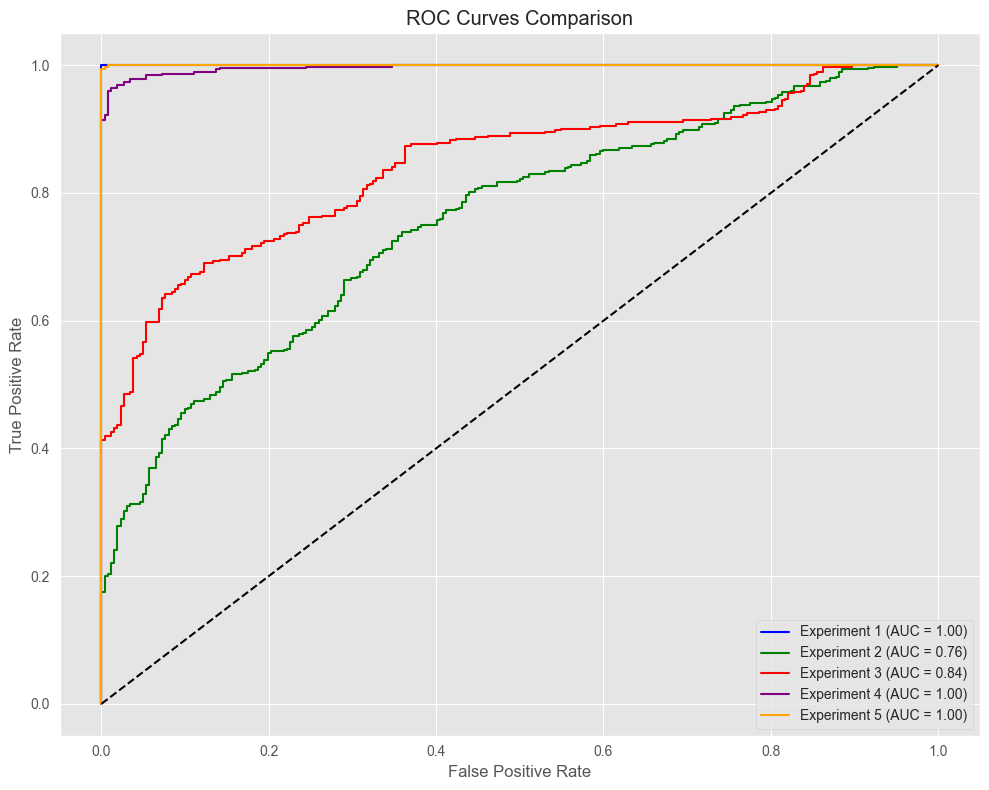 ROC Curves Comparison
True Positive Rate
1.0
0.8
0.6
0.4
0.2
0.0
0.0 0.2 0.4 0.6 0.8 1.0
False Positive Rate
Experiment 1 (AUC = 1.00)
Experiment 2 (AUC = 0.76)
Experiment 3 (AUC = 0.84)
Experiment 4 (AUC = 1.00)
Experiment 5 (AUC = 1.00)